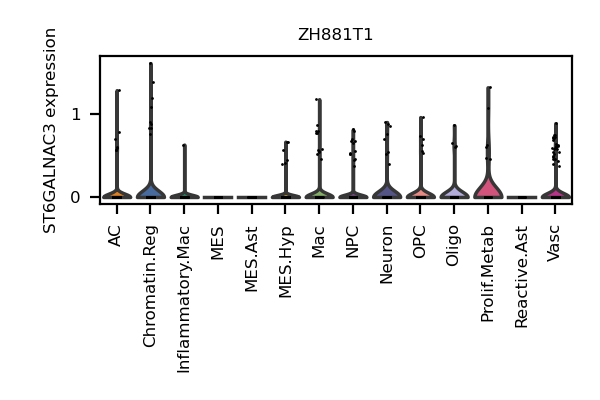 ZH881T1
ST6GALNAC3 expression
1
0
AC
Chromatin.Reg
Inflammatory.Mac
MES
MES.Ast
MES.Hyp
Mac
NPC
Neuron
OPC
Oligo
Prolif.Metab
Reactive.Ast
Vasc